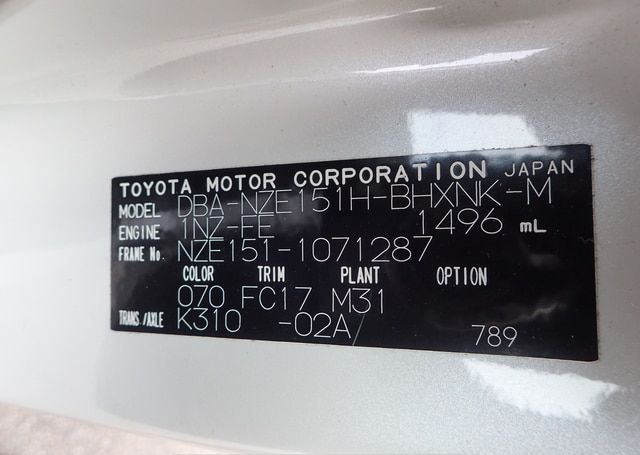 TOYOTA MOTOR CORPORATION JAPAN
MODEL DBA-NZE151H-BHXNK-M
ENGINE 1NZ-FE 1496 mL
FRAME No. NZE151-1071287
COLOR TRIM PLANT OPTION
070 FC17 M31
TRANS./AXLE K310 -02A 789